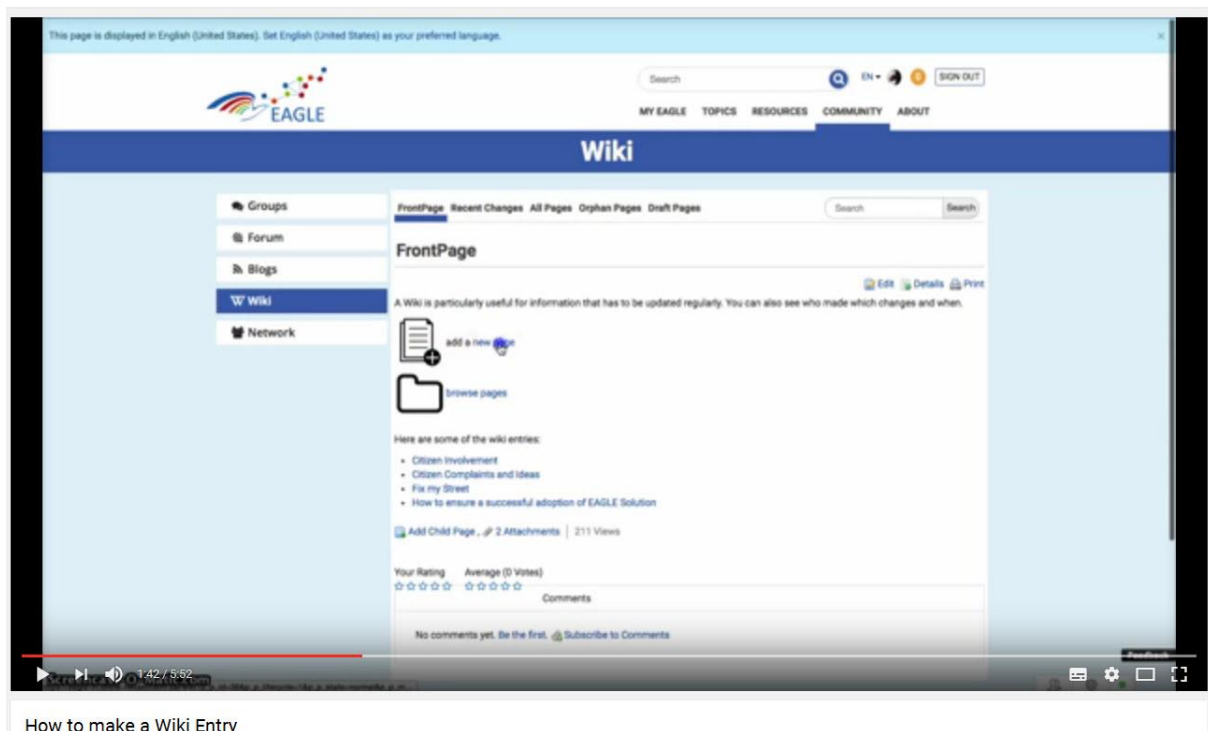 This page is displayed in English (United States). Set English (United States) as your preferred language. ×
Search EN SIGN OUT
EAGLE
MY EAGLE TOPICS RESOURCES COMMUNITY ABOUT
Wiki
Groups
Forum
Blogs
Wiki
Network
FrontPage Recent Changes All Pages Orphan Pages Draft Pages Search Search
FrontPage
Edit Details Print
A Wiki is particularly useful for information that has to be updated regularly. You can also see who made which changes and when.
add a new page
browse pages
Here are some of the wiki entries:
• Citizen Involvement
• Citizen Complaints and Ideas
• Fix my Street
• How to ensure a successful adoption of EAGLE Solution
Add Child Page , 2 Attachments | 211 Views
Your Rating Average (0 Votes)
Comments
No comments yet. Be the first. Subscribe to Comments
Feedback
1:42 / 5:52
How to make a Wiki Entry